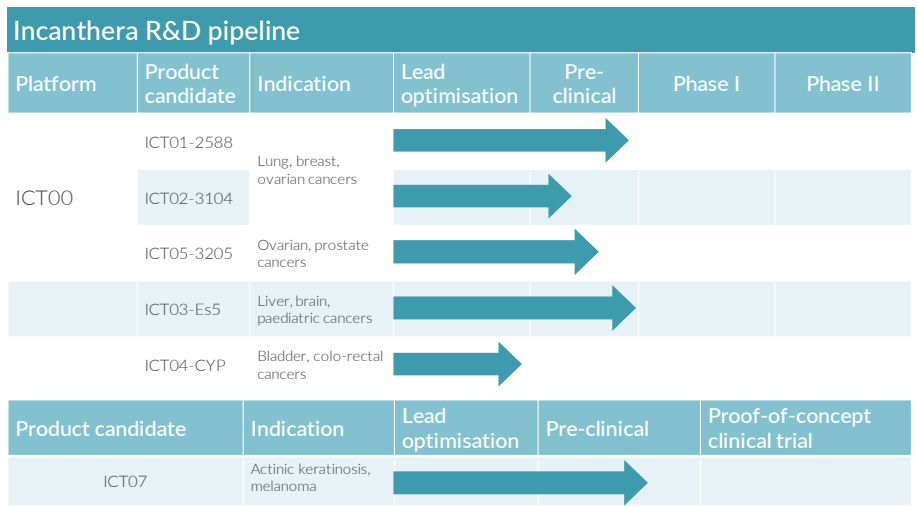 Incanthera R&D pipeline
Platform
Product
candidate
Indication
Lead
optimisation
Pre-
clinical
Phase I
Phase II
ICT00
ICT01-2588
Lung, breast,
ovarian cancers
ICT02-3104
ICT05-3205
Ovarian, prostate
cancers
ICT03-Es5
Liver, brain,
paediatric cancers
ICT04-CYP
Bladder, colo-rectal
cancers
Product candidate
Indication
Lead
optimisation
Pre-clinical
Proof-of-concept
clinical trial
ICT07
Actinic keratinosis,
melanoma